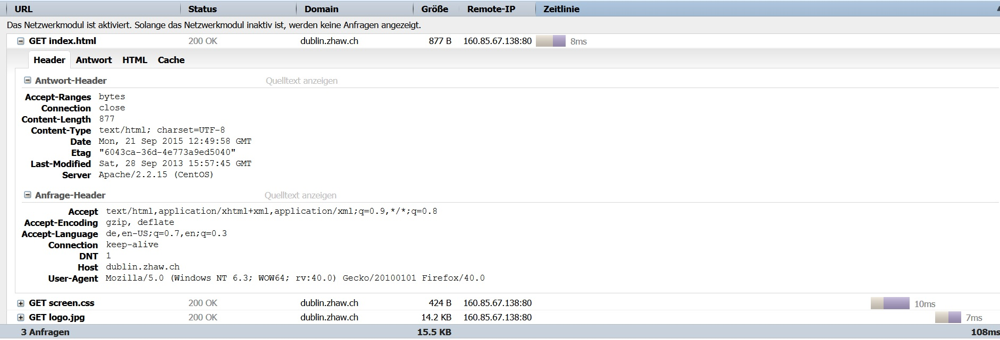 URL Status Domain Größe Remote-IP Zeitlinie
Das Netzwerkmodul ist aktiviert. Solange das Netzwerkmodul inaktiv ist, werden keine Anfragen angezeigt.
GET index.html 200 OK dublin.zhaw.ch 877 B 160.85.67.138:80 8ms
Header Antwort HTML Cache
Antwort-Header Quelltext anzeigen
Accept-Ranges bytes
Connection close
Content-Length 877
Content-Type text/html; charset=UTF-8
Date Mon, 21 Sep 2015 12:49:58 GMT
Etag "6043ca-36d-4e773a9ed5040"
Last-Modified Sat, 28 Sep 2013 15:57:45 GMT
Server Apache/2.2.15 (CentOS)
Anfrage-Header Quelltext anzeigen
Accept text/html,application/xhtml+xml,application/xml;q=0.9,*/*;q=0.8
Accept-Encoding gzip, deflate
Accept-Language de,en-US;q=0.7,en;q=0.3
Connection keep-alive
DNT 1
Host dublin.zhaw.ch
User-Agent Mozilla/5.0 (Windows NT 6.3; WOW64; rv:40.0) Gecko/20100101 Firefox/40.0
GET screen.css 200 OK dublin.zhaw.ch 424 B 160.85.67.138:80 10ms
GET logo.jpg 200 OK dublin.zhaw.ch 14.2 KB 160.85.67.138:80 7ms
3 Anfragen 15.5 KB 108ms